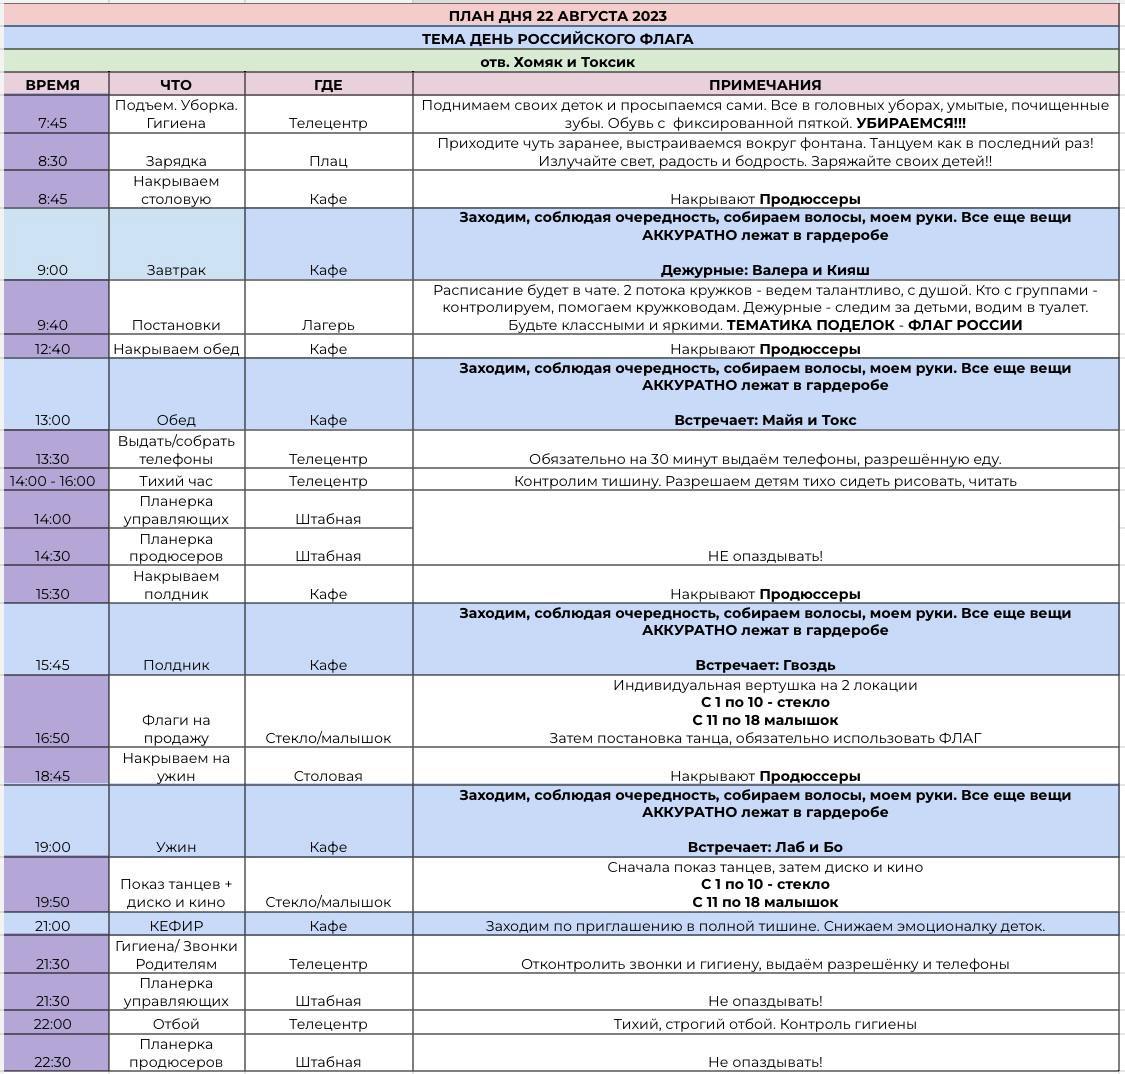 ПЛАН ДНЯ 22 АВГУСТА 2023
ТЕМА ДЕНЬ РОССИЙСКОГО ФЛАГА
отв. Хомяк и Токсик
ВРЕМЯ ЧТО ГДЕ ПРИМЕЧАНИЯ
7:45
Подъем. Уборка.
Гигиена
Телецентр
Поднимаем своих деток и просыпаемся сами. Все в головных уборах, умытые, почищенные
зубы. Обувь с фиксированной пяткой. УБИРАЕМСЯ!!!
8:30
Зарядка
Плац
Приходите чуть заранее, выстраиваемся вокруг фонтана. Танцуем как в последний раз!
Излучайте свет, радость и бодрость. Заряжайте своих детей!!
8:45
Накрываем
столовую
Кафе
Накрывают Продюссеры
9:00
Завтрак
Кафе
Заходим, соблюдая очередность, собираем волосы, моем руки. Все еще вещи
АККУРАТНО лежат в гардеробе
Дежурные: Валера и Кияш
9:40
Постановки
Лагерь
Расписание будет в чате. 2 потока кружков - ведем талантливо, с душой. Кто с группами -
контролируем, помогаем кружководам. Дежурные - следим за детьми, водим в туалет.
Будьте классными и яркими. ТЕМАТИКА ПОДЕЛОК - ФЛАГ РОССИИ
12:40 Накрываем обед Кафе Накрывают Продюссеры
13:00
Обед
Кафе
Заходим, соблюдая очередность, собираем волосы, моем руки. Все еще вещи
АККУРАТНО лежат в гардеробе
Встречает: Майя и Токс
13:30
Выдать/собрать
телефоны
Телецентр
Обязательно на 30 минут выдаём телефоны, разрешённую еду.
14:00 - 16:00 Тихий час Телецентр Контролим тишину. Разрешаем детям тихо сидеть рисовать, читать
14:00
Планерка
управляющих
Штабная
14:30
Планерка
продюсеров
Штабная
НЕ опаздывать!
15:30
Накрываем
полдник
Кафе
Накрывают Продюссеры
15:45
Полдник
Кафе
Заходим, соблюдая очередность, собираем волосы, моем руки. Все еще вещи
АККУРАТНО лежат в гардеробе
Встречает: Гвоздь
16:50
Флаги на
продажу
Стекло/малышок
Индивидуальная вертушка на 2 локации
С 1 по 10 - стекло
С 11 по 18 малышок
Затем постановка танца, обязательно использовать ФЛАГ
18:45
Накрываем на
ужин
Столовая
Накрывают Продюссеры
19:00
Ужин
Кафе
Заходим, соблюдая очередность, собираем волосы, моем руки. Все еще вещи
АККУРАТНО лежат в гардеробе
Встречает: Лаб и Бо
19:50
Показ танцев +
диско и кино
Стекло/малышок
Сначала показ танцев, затем диско и кино
С 1 по 10 - стекло
С 11 по 18 малышок
21:00 КЕФИР Кафе Заходим по приглашению в полной тишине. Снижаем эмоционалку деток.
21:30
Гигиена/ Звонки
Родителям
Телецентр
Отконтролить звонки и гигиену, выдаём разрешёнку и телефоны
21:30
Планерка
управляющих
Штабная
Не опаздывать!
22:00 Отбой Телецентр Тихий, строгий отбой. Контроль гигиены
22:30
Планерка
продюсеров
Штабная
Не опаздывать!